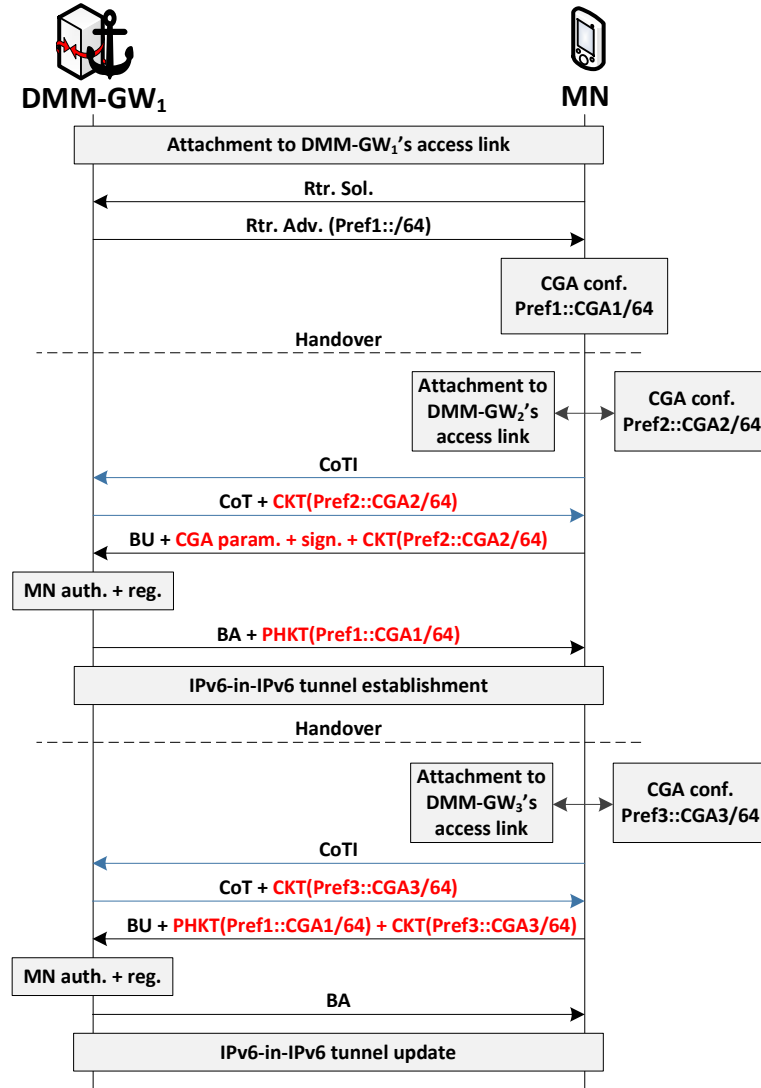 DMM-GW₁
MN
Attachment to DMM-GW₁'s access link
Rtr. Sol.
Rtr. Adv. (Pref1::/64)
CGA conf.
Pref1::CGA1/64
Handover
Attachment to
DMM-GW₂'s
access link
CGA conf.
Pref2::CGA2/64
CoTI
CoT + CKT(Pref2::CGA2/64)
BU + CGA param. + sign. + CKT(Pref2::CGA2/64)
MN auth. + reg.
BA + PHKT(Pref1::CGA1/64)
IPv6-in-IPv6 tunnel establishment
Handover
Attachment to
DMM-GW₃'s
access link
CGA conf.
Pref3::CGA3/64
CoTI
CoT + CKT(Pref3::CGA3/64)
BU + PHKT(Pref1::CGA1/64) + CKT(Pref3::CGA3/64)
MN auth. + reg.
BA
IPv6-in-IPv6 tunnel update